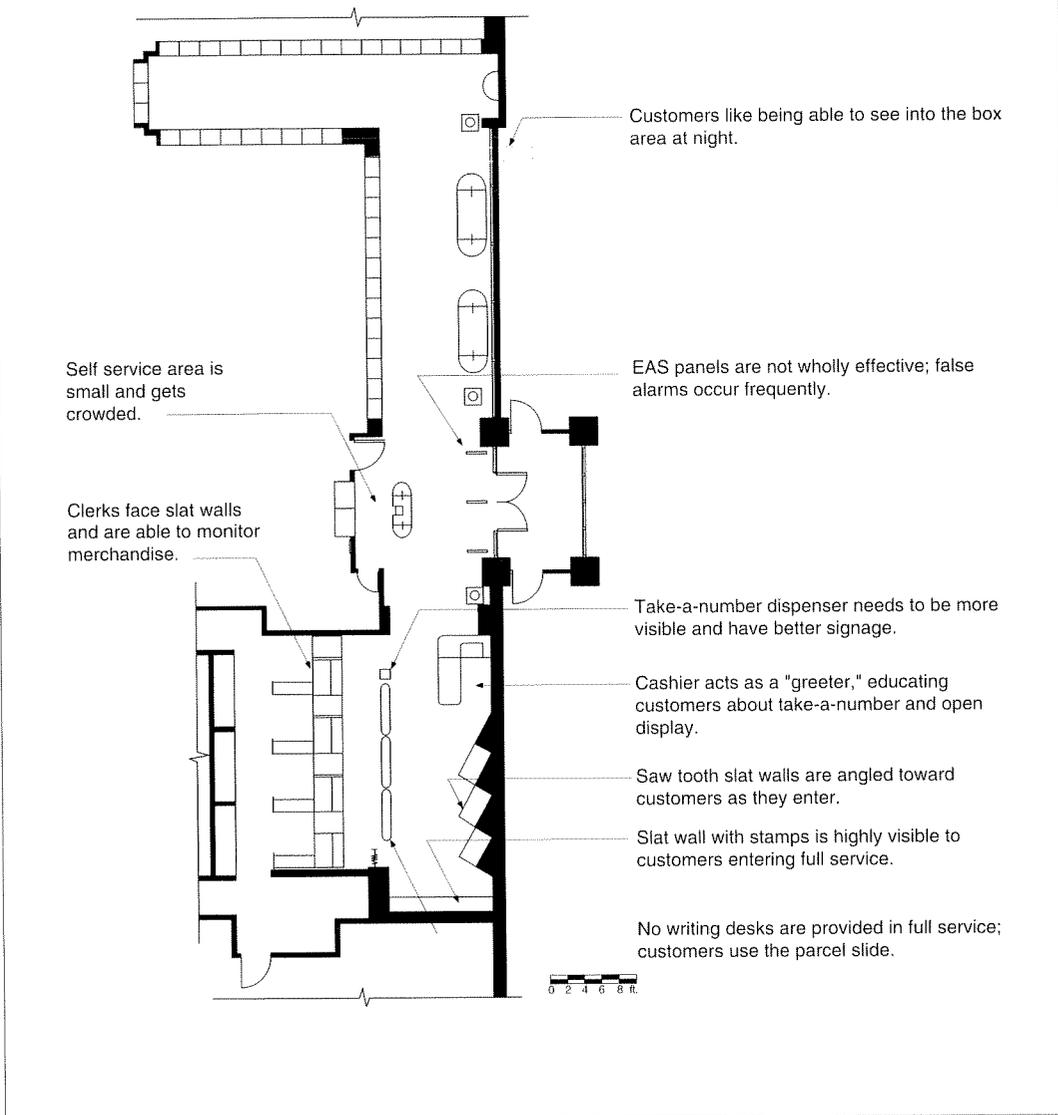 Customers like being able to see into the box
area at night.
Self service area is
small and gets
crowded.
EAS panels are not wholly effective; false
alarms occur frequently.
Clerks face slat walls
and are able to monitor
merchandise.
Take-a-number dispenser needs to be more
visible and have better signage.
Cashier acts as a "greeter," educating
customers about take-a-number and open
display.
Saw tooth slat walls are angled toward
customers as they enter.
Slat wall with stamps is highly visible to
customers entering full service.
No writing desks are provided in full service;
customers use the parcel slide.
0 2 4 6 8 ft.